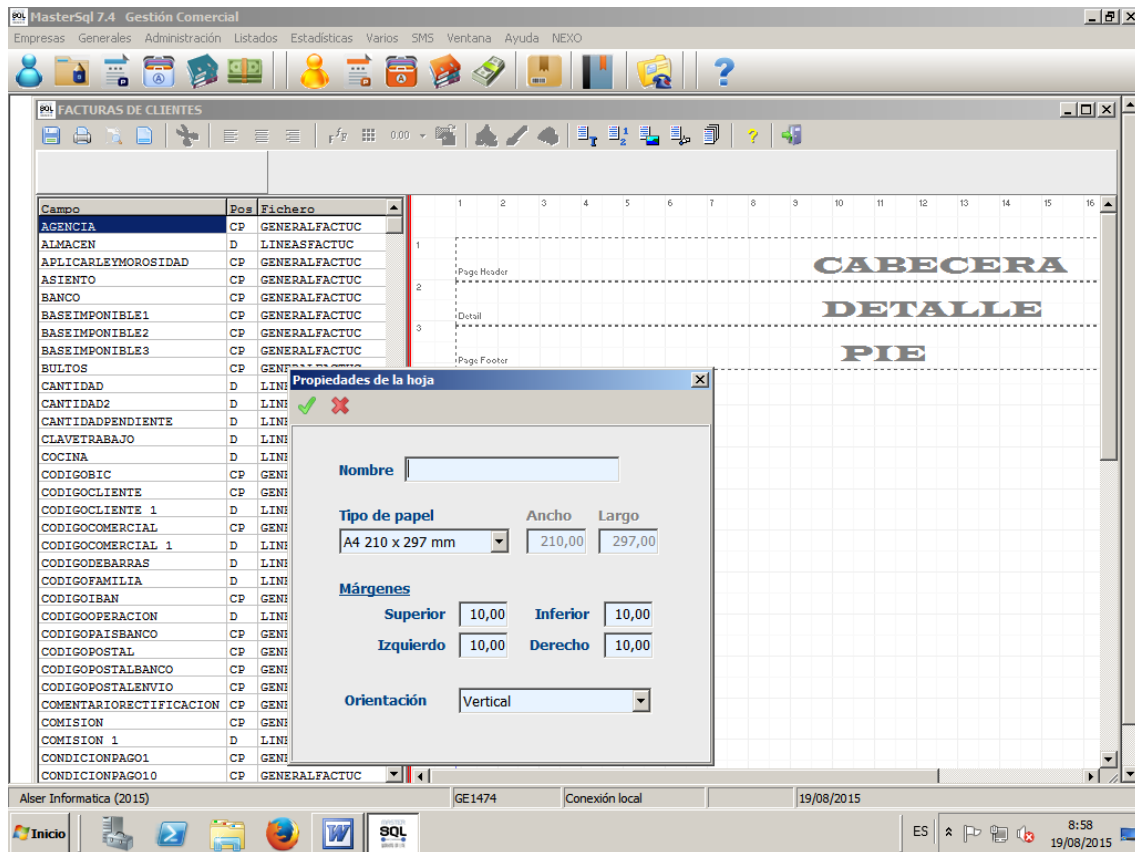 MasterSql 7.4 Gestión Comercial
Empresas Generales Administración Listados Estadísticas Varios SMS Ventana Ayuda NEXO
FACTURAS DE CLIENTES
0.00
Campo Pos Fichero
AGENCIA CP GENERALFACTUC
ALMACEN D LINEASFACTUC
APLICARLEYMOROSIDAD CP GENERALFACTUC
ASIENTO CP GENERALFACTUC
BANCO CP GENERALFACTUC
BASEIMPONIBLE1 CP GENERALFACTUC
BASEIMPONIBLE2 CP GENERALFACTUC
BASEIMPONIBLE3 CP GENERALFACTUC
BULTOS CP
CANTIDAD D
CANTIDAD2 D
CANTIDADPENDIENTE D
CLAVETRABAJO D
COCINA D
CODIGOBIC CP
CODIGOCLIENTE CP
CODIGOCLIENTE 1 D
CODIGOCOMERCIAL CP
CODIGOCOMERCIAL 1 D
CODIGODEBARRAS D
CODIGOFAMILIA D
CODIGOIBAN CP
CODIGOOPERACION D
CODIGOPAISBANCO CP
CODIGOPOSTAL CP
CODIGOPOSTALBANCO CP
CODIGOPOSTALENVIO CP
COMENTARIORECTIFICACION CP
COMISION CP
COMISION 1 D
CONDICIONPAGO1 CP
CONDICIONPAGO10 CP GENERALFACTUC
1 2 3 4 5 6 7 8 9 10 11 12 13 14 15 16
1
Page Header CABECERA
2
Detail DETALLE
3
Page Footer PIE
Propiedades de la hoja
Nombre
Tipo de papel Ancho Largo
A4 210 x 297 mm 210,00 297,00
Márgenes
Superior 10,00 Inferior 10,00
Izquierdo 10,00 Derecho 10,00
Orientación Vertical
Alser Informatica (2015) GE1474 Conexión local 19/08/2015
Inicio SQL ES 8:58
19/08/2015